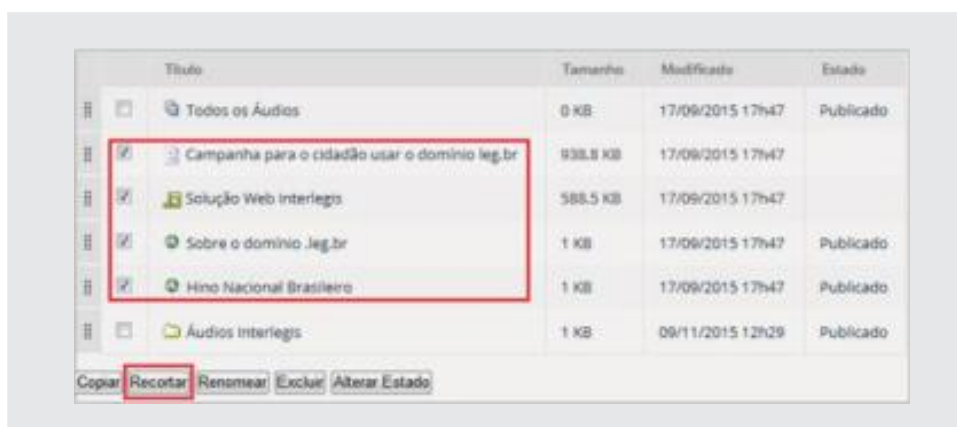 Título Tamanho Modificado Estado
Todos os Áudios 0 KB 17/09/2015 17h47 Publicado
Campanha para o cidadão usar o domínio leg.br 938.8 KB 17/09/2015 17h47
Solução Web Interlegis 588.5 KB 17/09/2015 17h47
Sobre o domínio .leg.br 1 KB 17/09/2015 17h47 Publicado
Hino Nacional Brasileiro 1 KB 17/09/2015 17h47 Publicado
Áudios Interlegis 1 KB 09/11/2015 12h29 Publicado
Copiar Recortar Renomear Excluir Alterar Estado